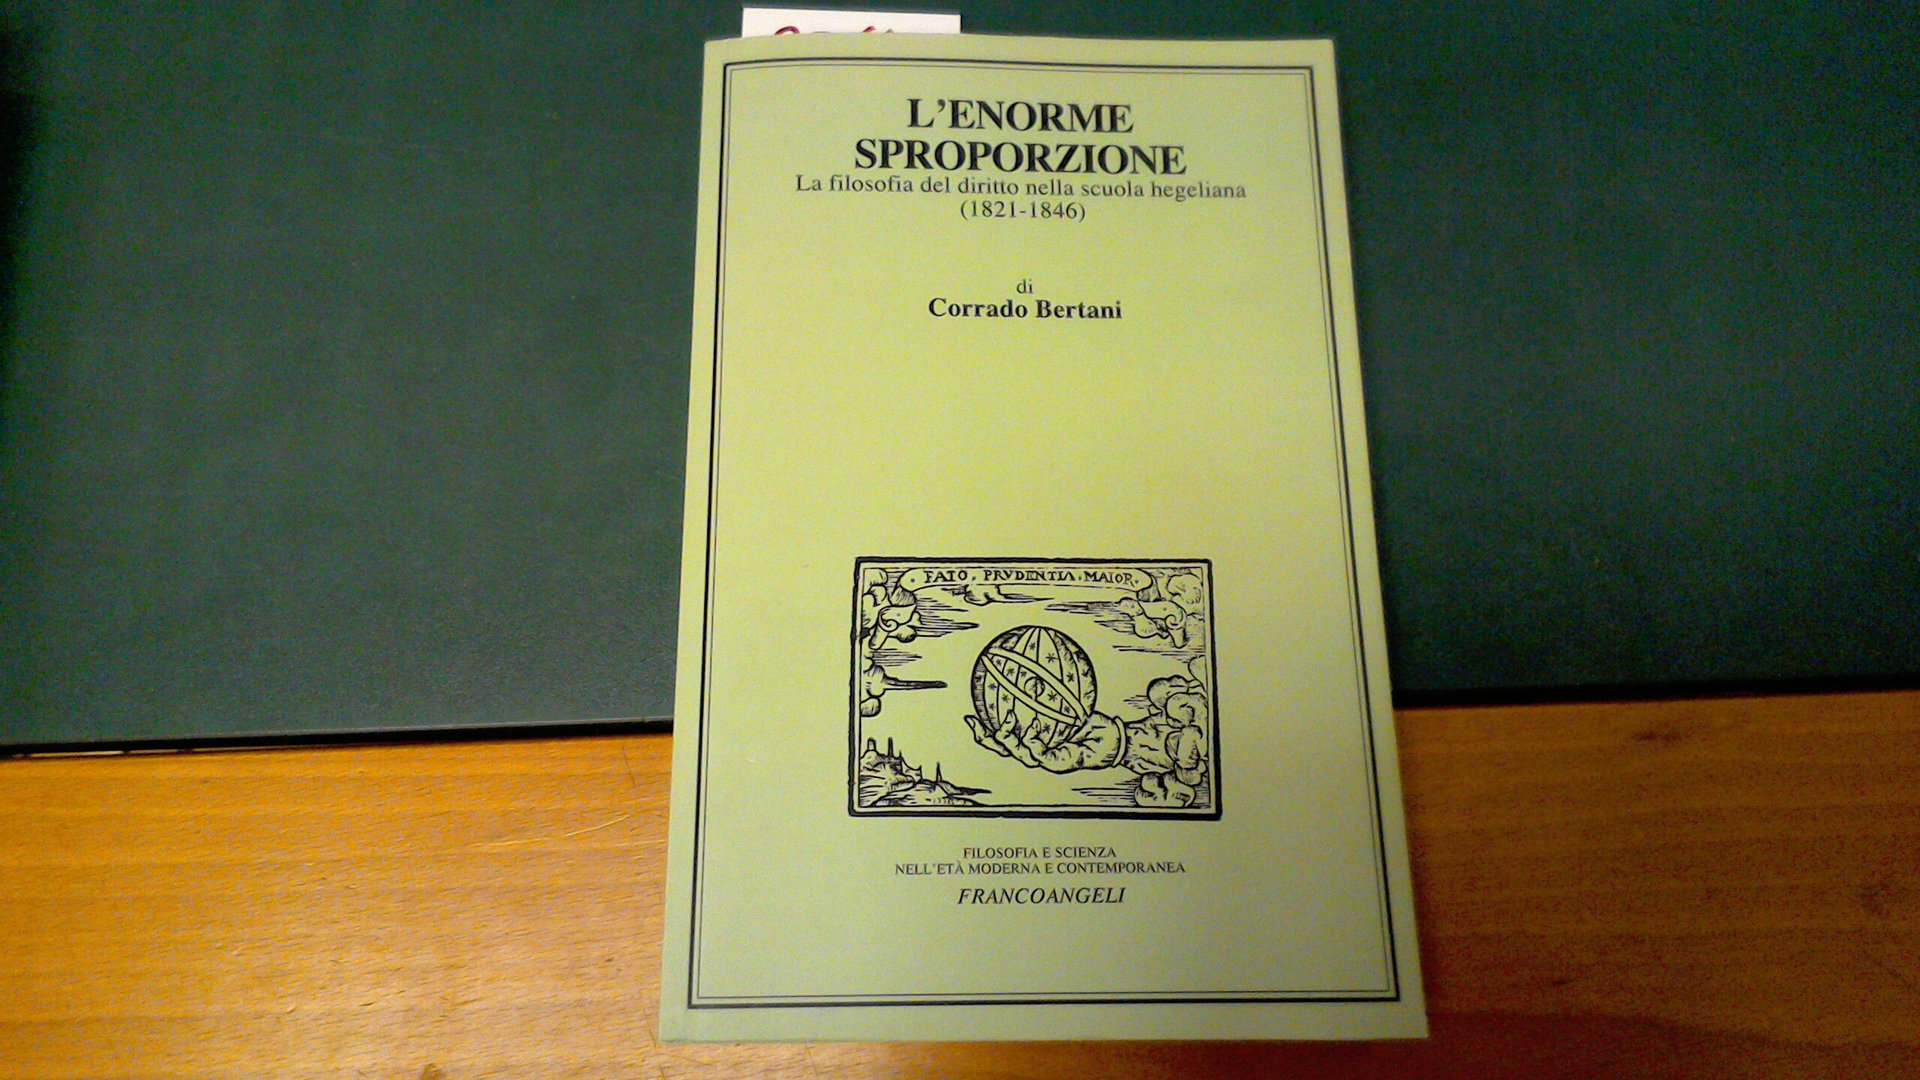 L'ENORME
SPROPORZIONE
La filosofia del diritto nella scuola hegeliana
(1821-1846)
di
Corrado Bertani
FATO. PRVDENTIA. MAIOR.
FILOSOFIA E SCIENZA
NELL'ETÀ MODERNA E CONTEMPORANEA
FRANCOANGELI